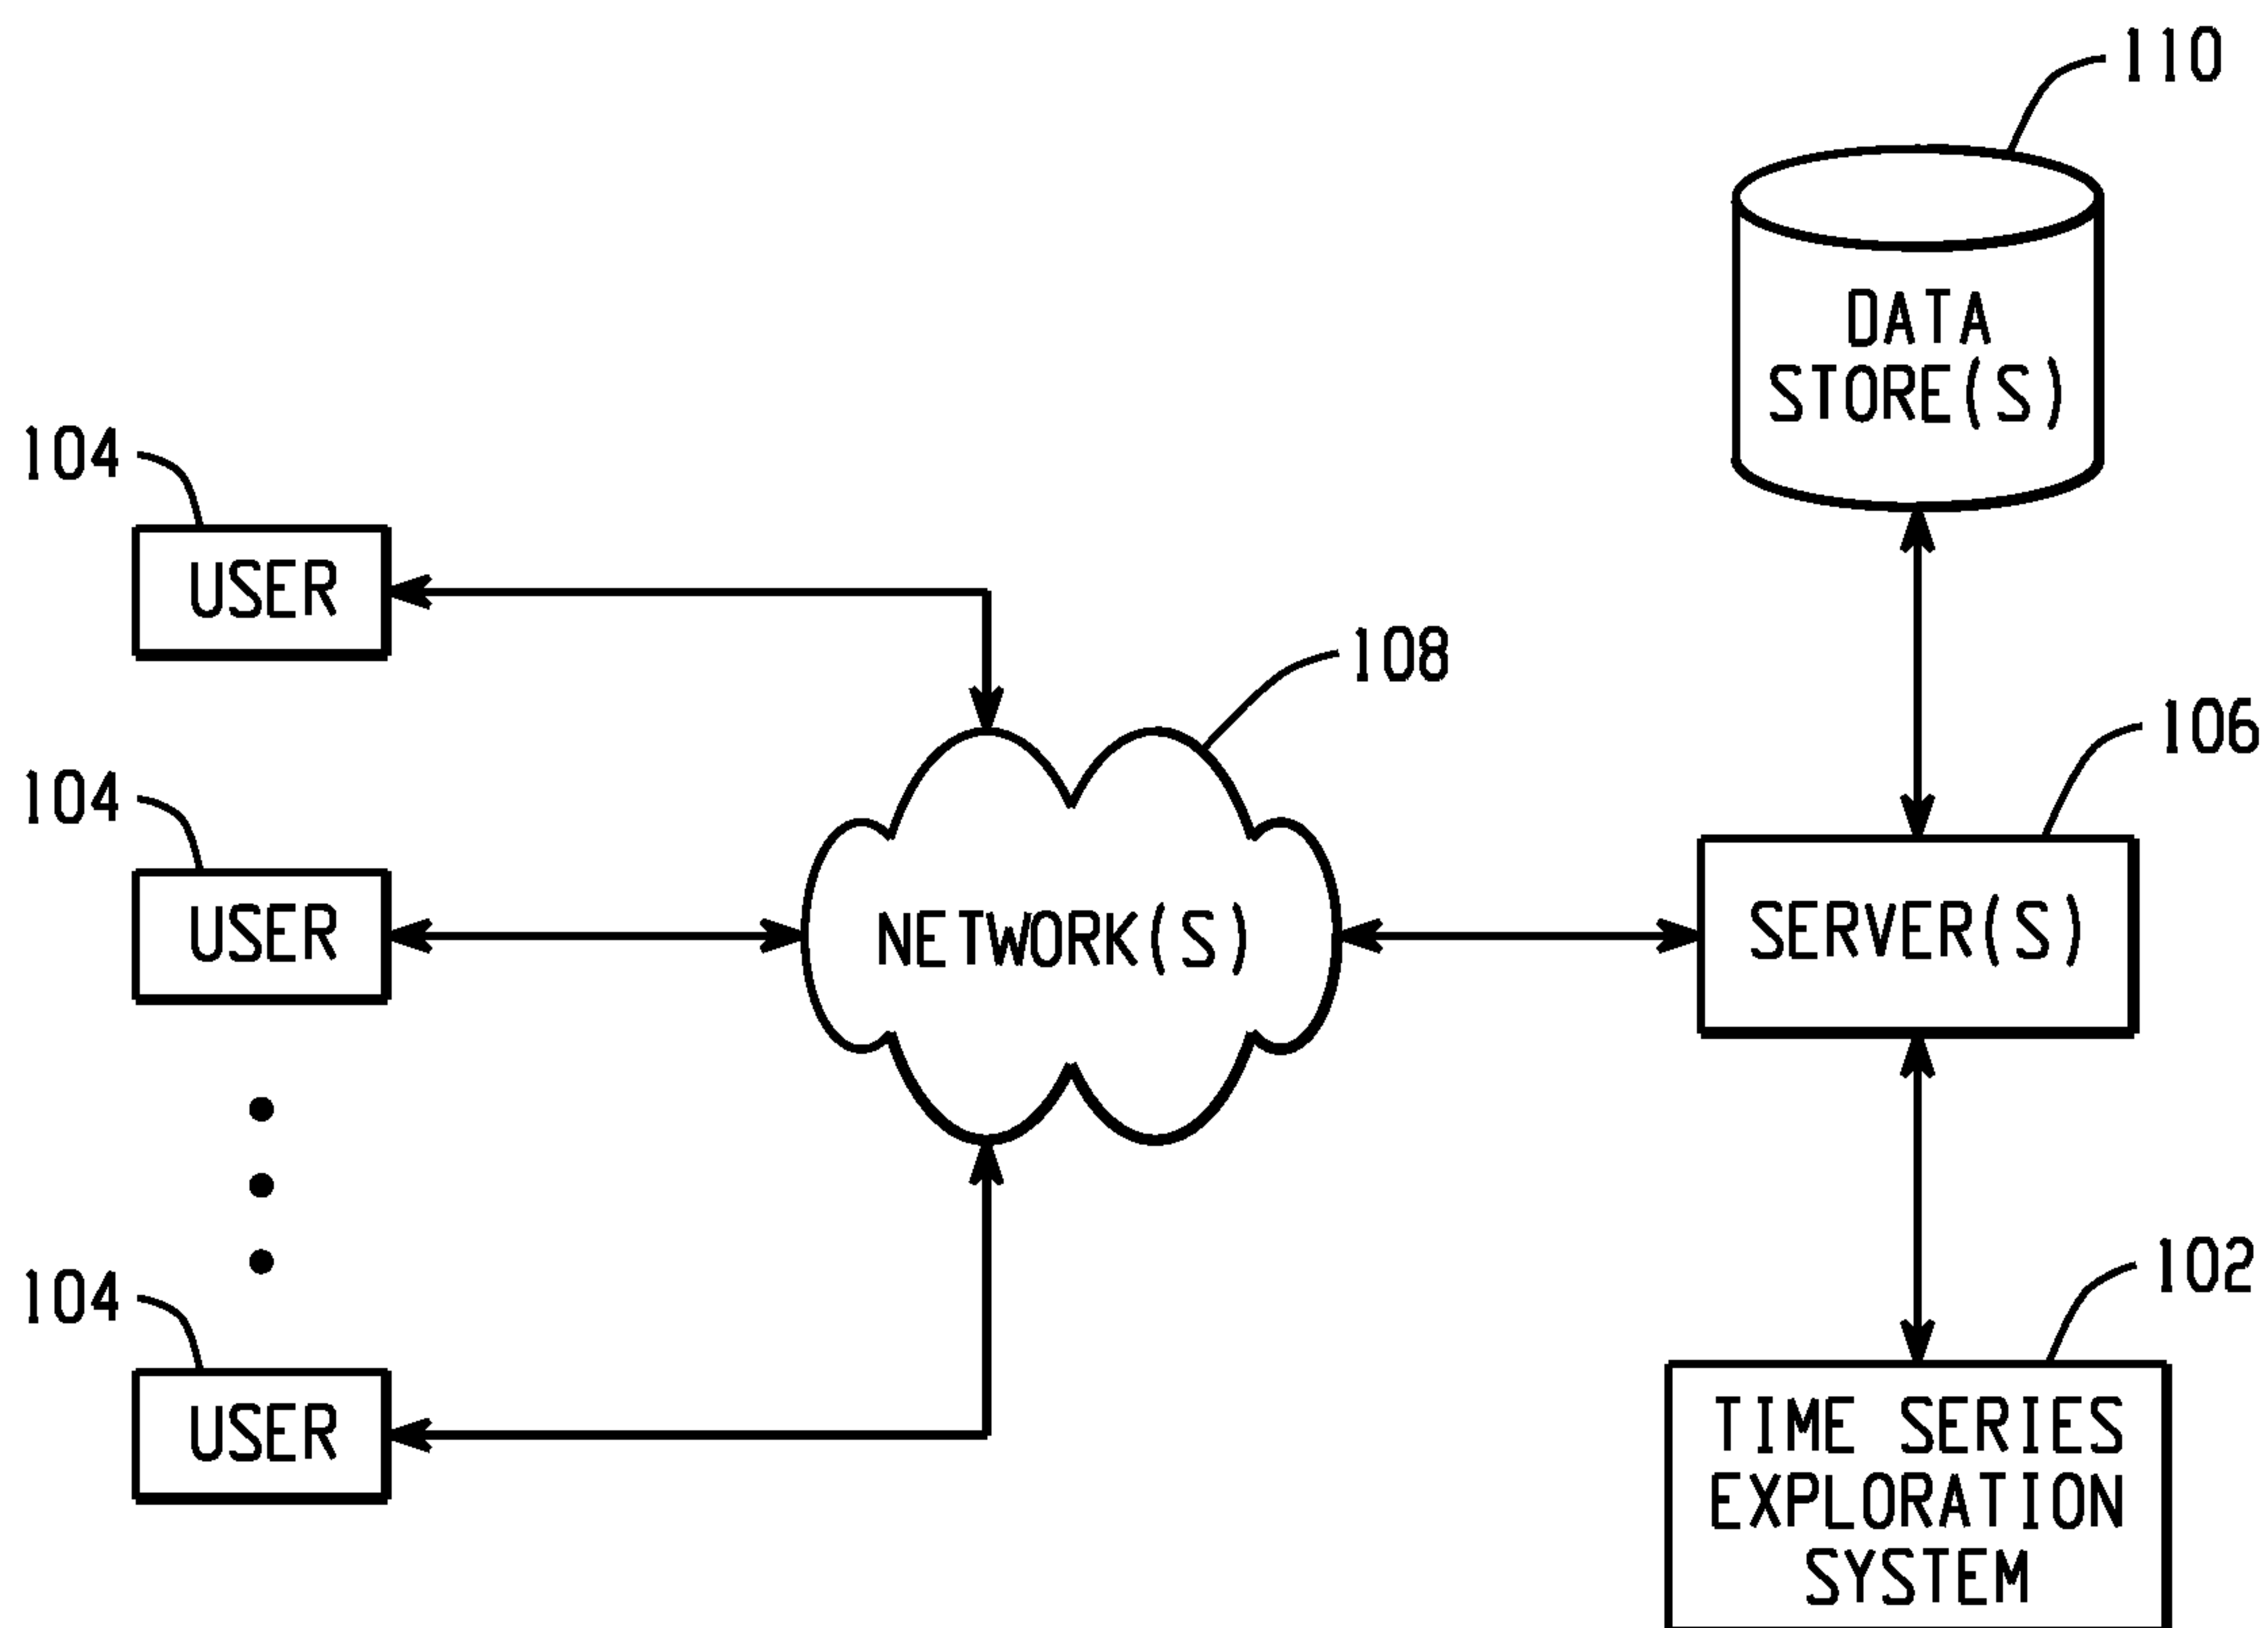 110
DATA
STORE(S)
104
USER
108
106
104
USER
NETWORK(S)
SERVER(S)
102
104
USER
TIME SERIES
EXPLORATION
SYSTEM